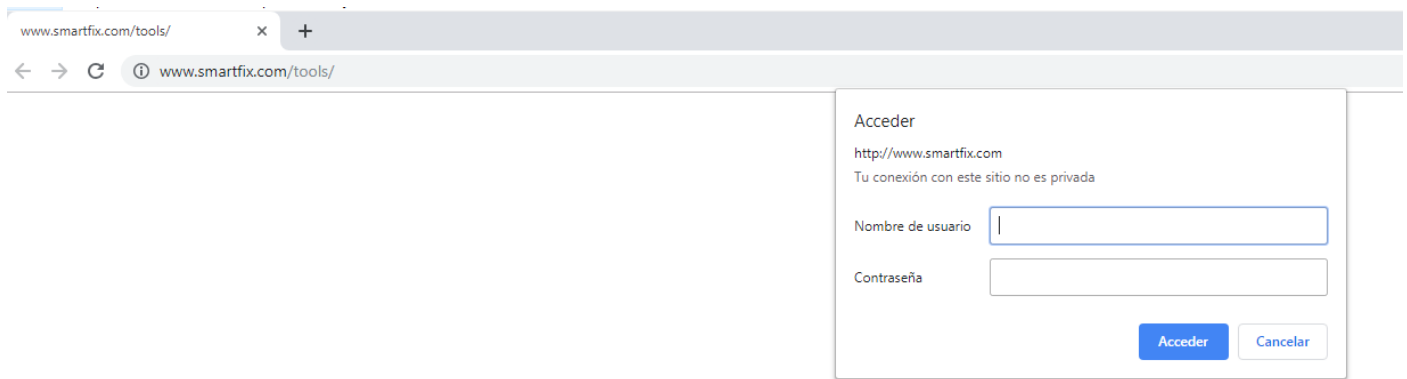 www.smartfix.com/tools/
www.smartfix.com/tools/
Acceder
http://www.smartfix.com
Tu conexión con este sitio no es privada
Nombre de usuario
Contraseña
Acceder Cancelar